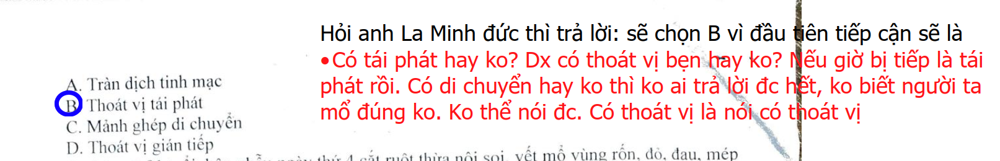 Hỏi anh La Minh đức thì trả lời: sẽ chọn B vì đầu tiên tiếp cận sẽ là
•Có tái phát hay ko? Dx có thoát vị bẹn hay ko? Nếu giờ bị tiếp là tái
phát rồi. Có di chuyển hay ko thì ko ai trả lời đc hết, ko biết người ta
mổ đúng ko. Ko thể nói đc. Có thoát vị là nói có thoát vị
A. Tràn dịch tinh mạc
B. Thoát vị tái phát
C. Mảnh ghép di chuyển
D. Thoát vị gián tiếp
ngày thứ 4 cắt ruột thừa nội soi, vết mổ vùng rốn, đỏ, đau, mép